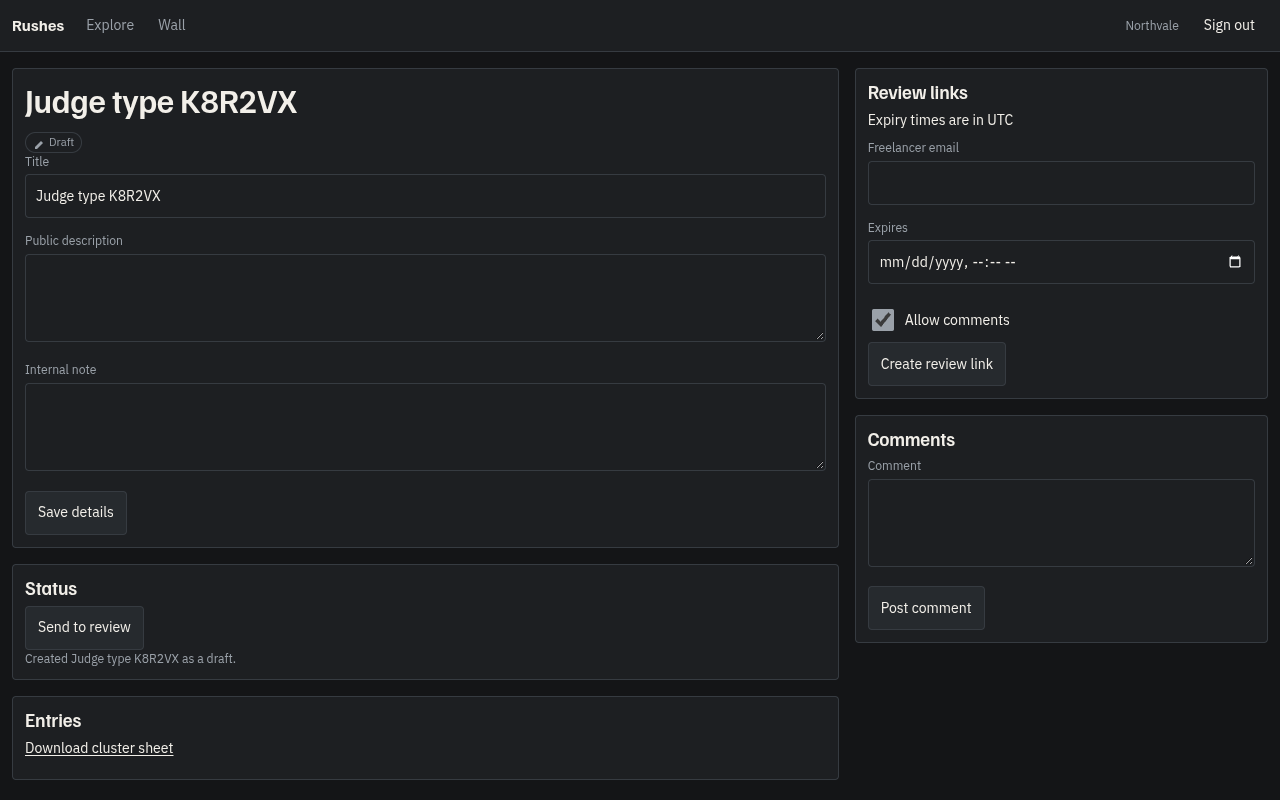 Rushes Explore Wall Northvale Sign out
Judge type K8R2VX
Draft
Title
Judge type K8R2VX
Public description
Internal note
Save details
Status
Send to review
Created Judge type K8R2VX as a draft.
Entries
Download cluster sheet
Review links
Expiry times are in UTC
Freelancer email
Expires
mm/dd/yyyy, --:-- --
Allow comments
Create review link
Comments
Comment
Post comment